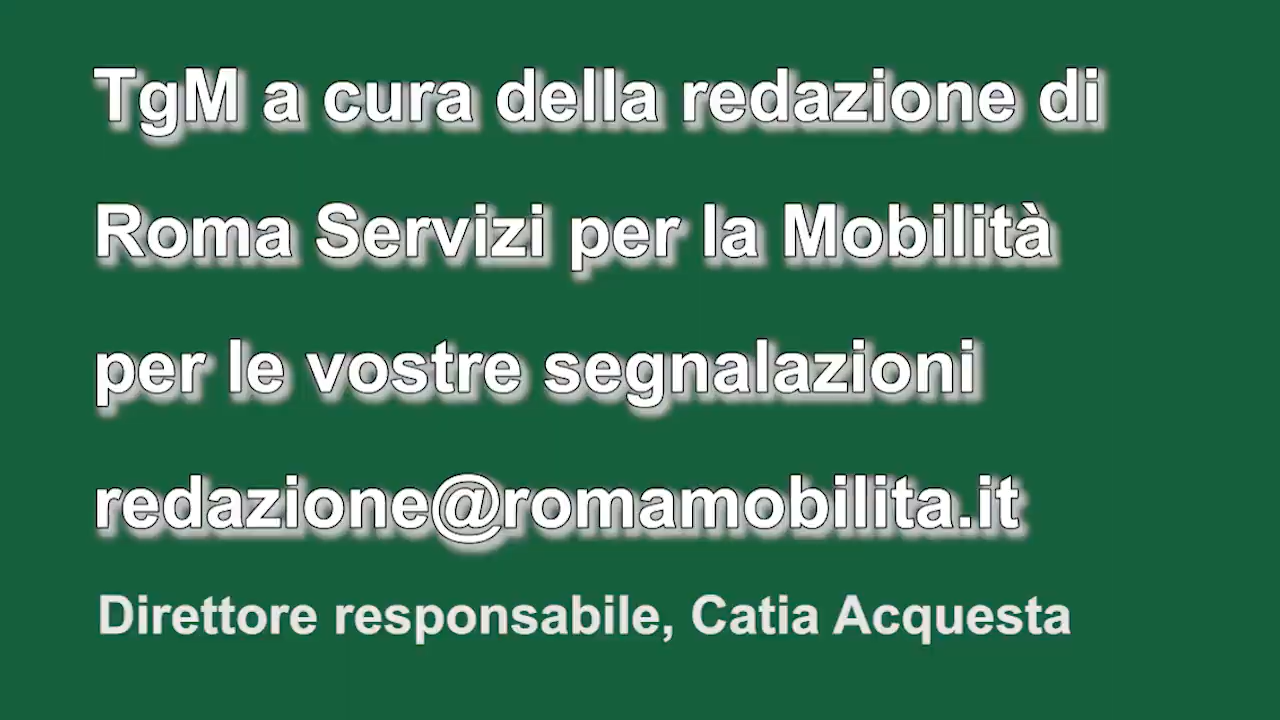 TgM a cura della redazione di
Roma Servizi per la Mobilità
per le vostre segnalazioni
redazione@romamobilita.it
Direttore responsabile, Catia Acquesta